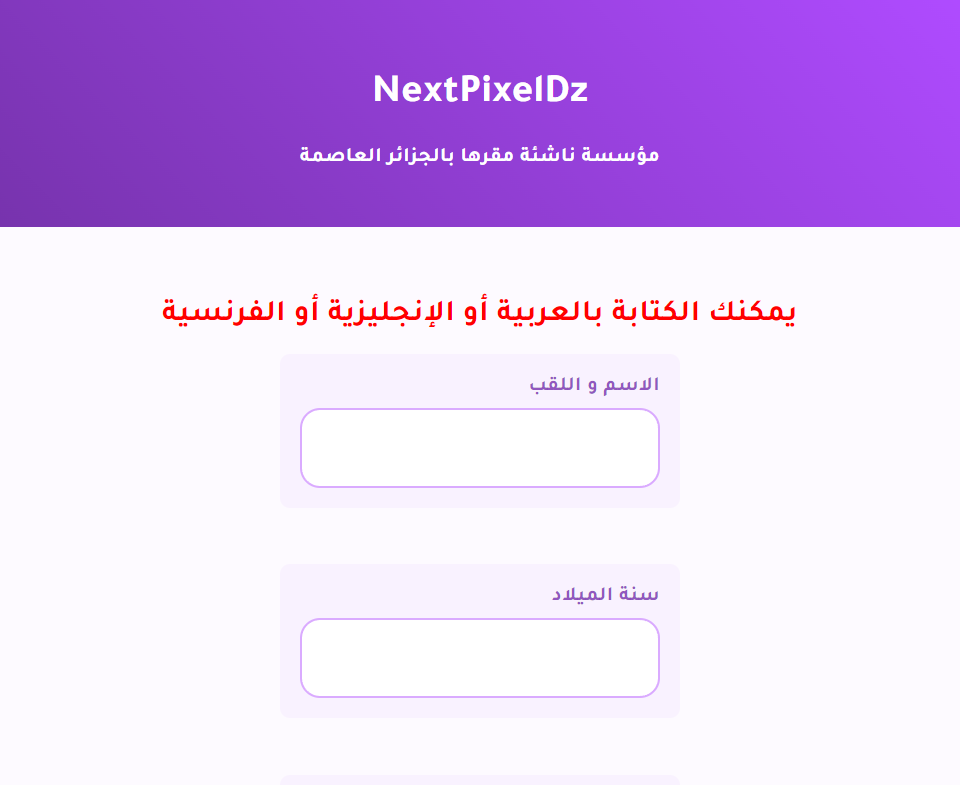 NextPixelDz
مؤسسة ناشئة مقرها بالجزائر العاصمة
يمكنك الكتابة بالعربية أو الإنجليزية أو الفرنسية
الاسم و اللقب
سنة الميلاد